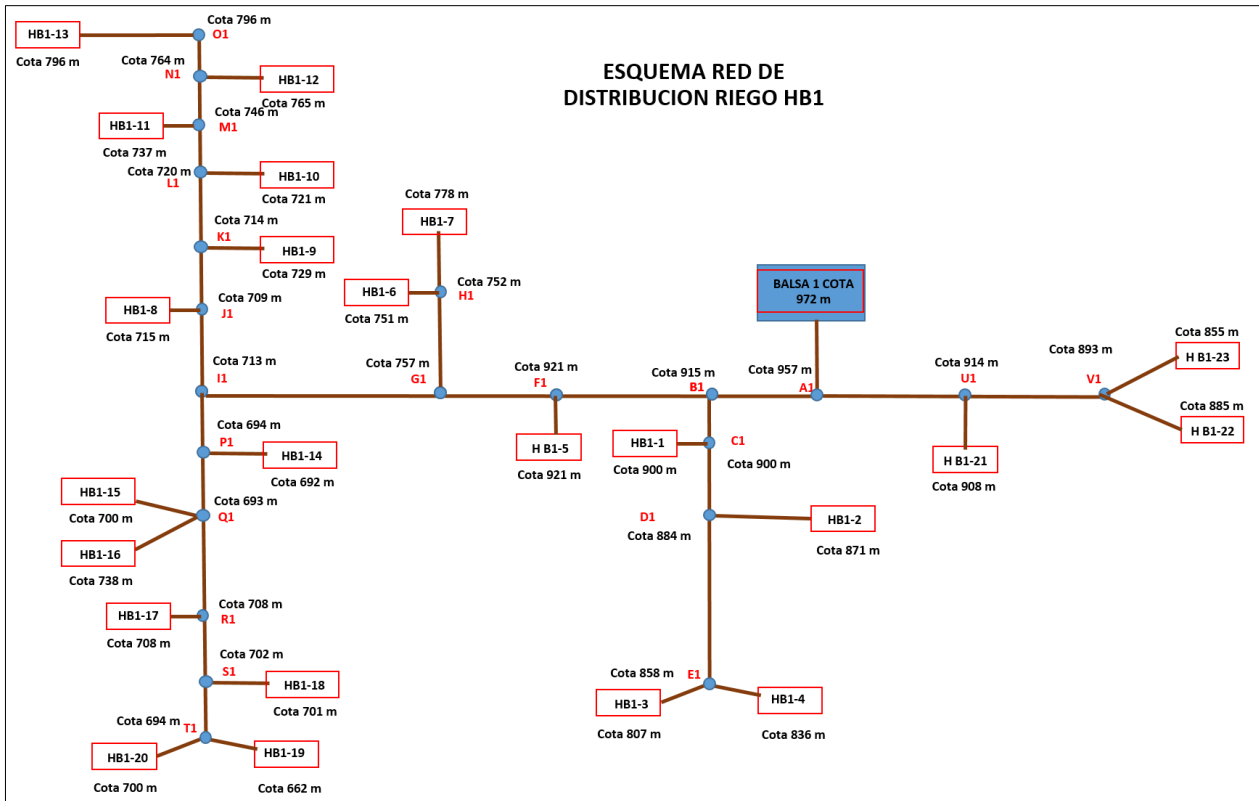 Cota 796 m
HB1-13
O1
Cota 796 m
Cota 764 m
N1
HB1-12
Cota 765 m
ESQUEMA RED DE
DISTRIBUCION RIEGO HB1
Cota 746 m
HB1-11
M1
Cota 737 m
Cota 720 m
L1
HB1-10
Cota 721 m
Cota 714 m
K1
HB1-9
Cota 729 m
Cota 778 m
HB1-7
HB1-6
Cota 752 m
H1
Cota 751 m
Cota 709 m
HB1-8
J1
Cota 715 m
BALSA 1 COTA
972 m
Cota 713 m
I1
Cota 757 m
G1
Cota 921 m
F1
Cota 915 m
B1
Cota 957 m
A1
Cota 914 m
U1
Cota 893 m
V1
Cota 855 m
H B1-23
Cota 885 m
H B1-22
H B1-5
Cota 921 m
HB1-1
C1
Cota 900 m
Cota 900 m
H B1-21
Cota 908 m
Cota 694 m
P1
HB1-14
Cota 692 m
HB1-15
Cota 700 m
Cota 693 m
Q1
HB1-16
Cota 738 m
D1
Cota 884 m
HB1-2
Cota 871 m
Cota 708 m
HB1-17
R1
Cota 708 m
Cota 702 m
S1
HB1-18
Cota 701 m
Cota 858 m
E1
HB1-3
Cota 807 m
HB1-4
Cota 836 m
Cota 694 m
T1
HB1-20
Cota 700 m
HB1-19
Cota 662 m